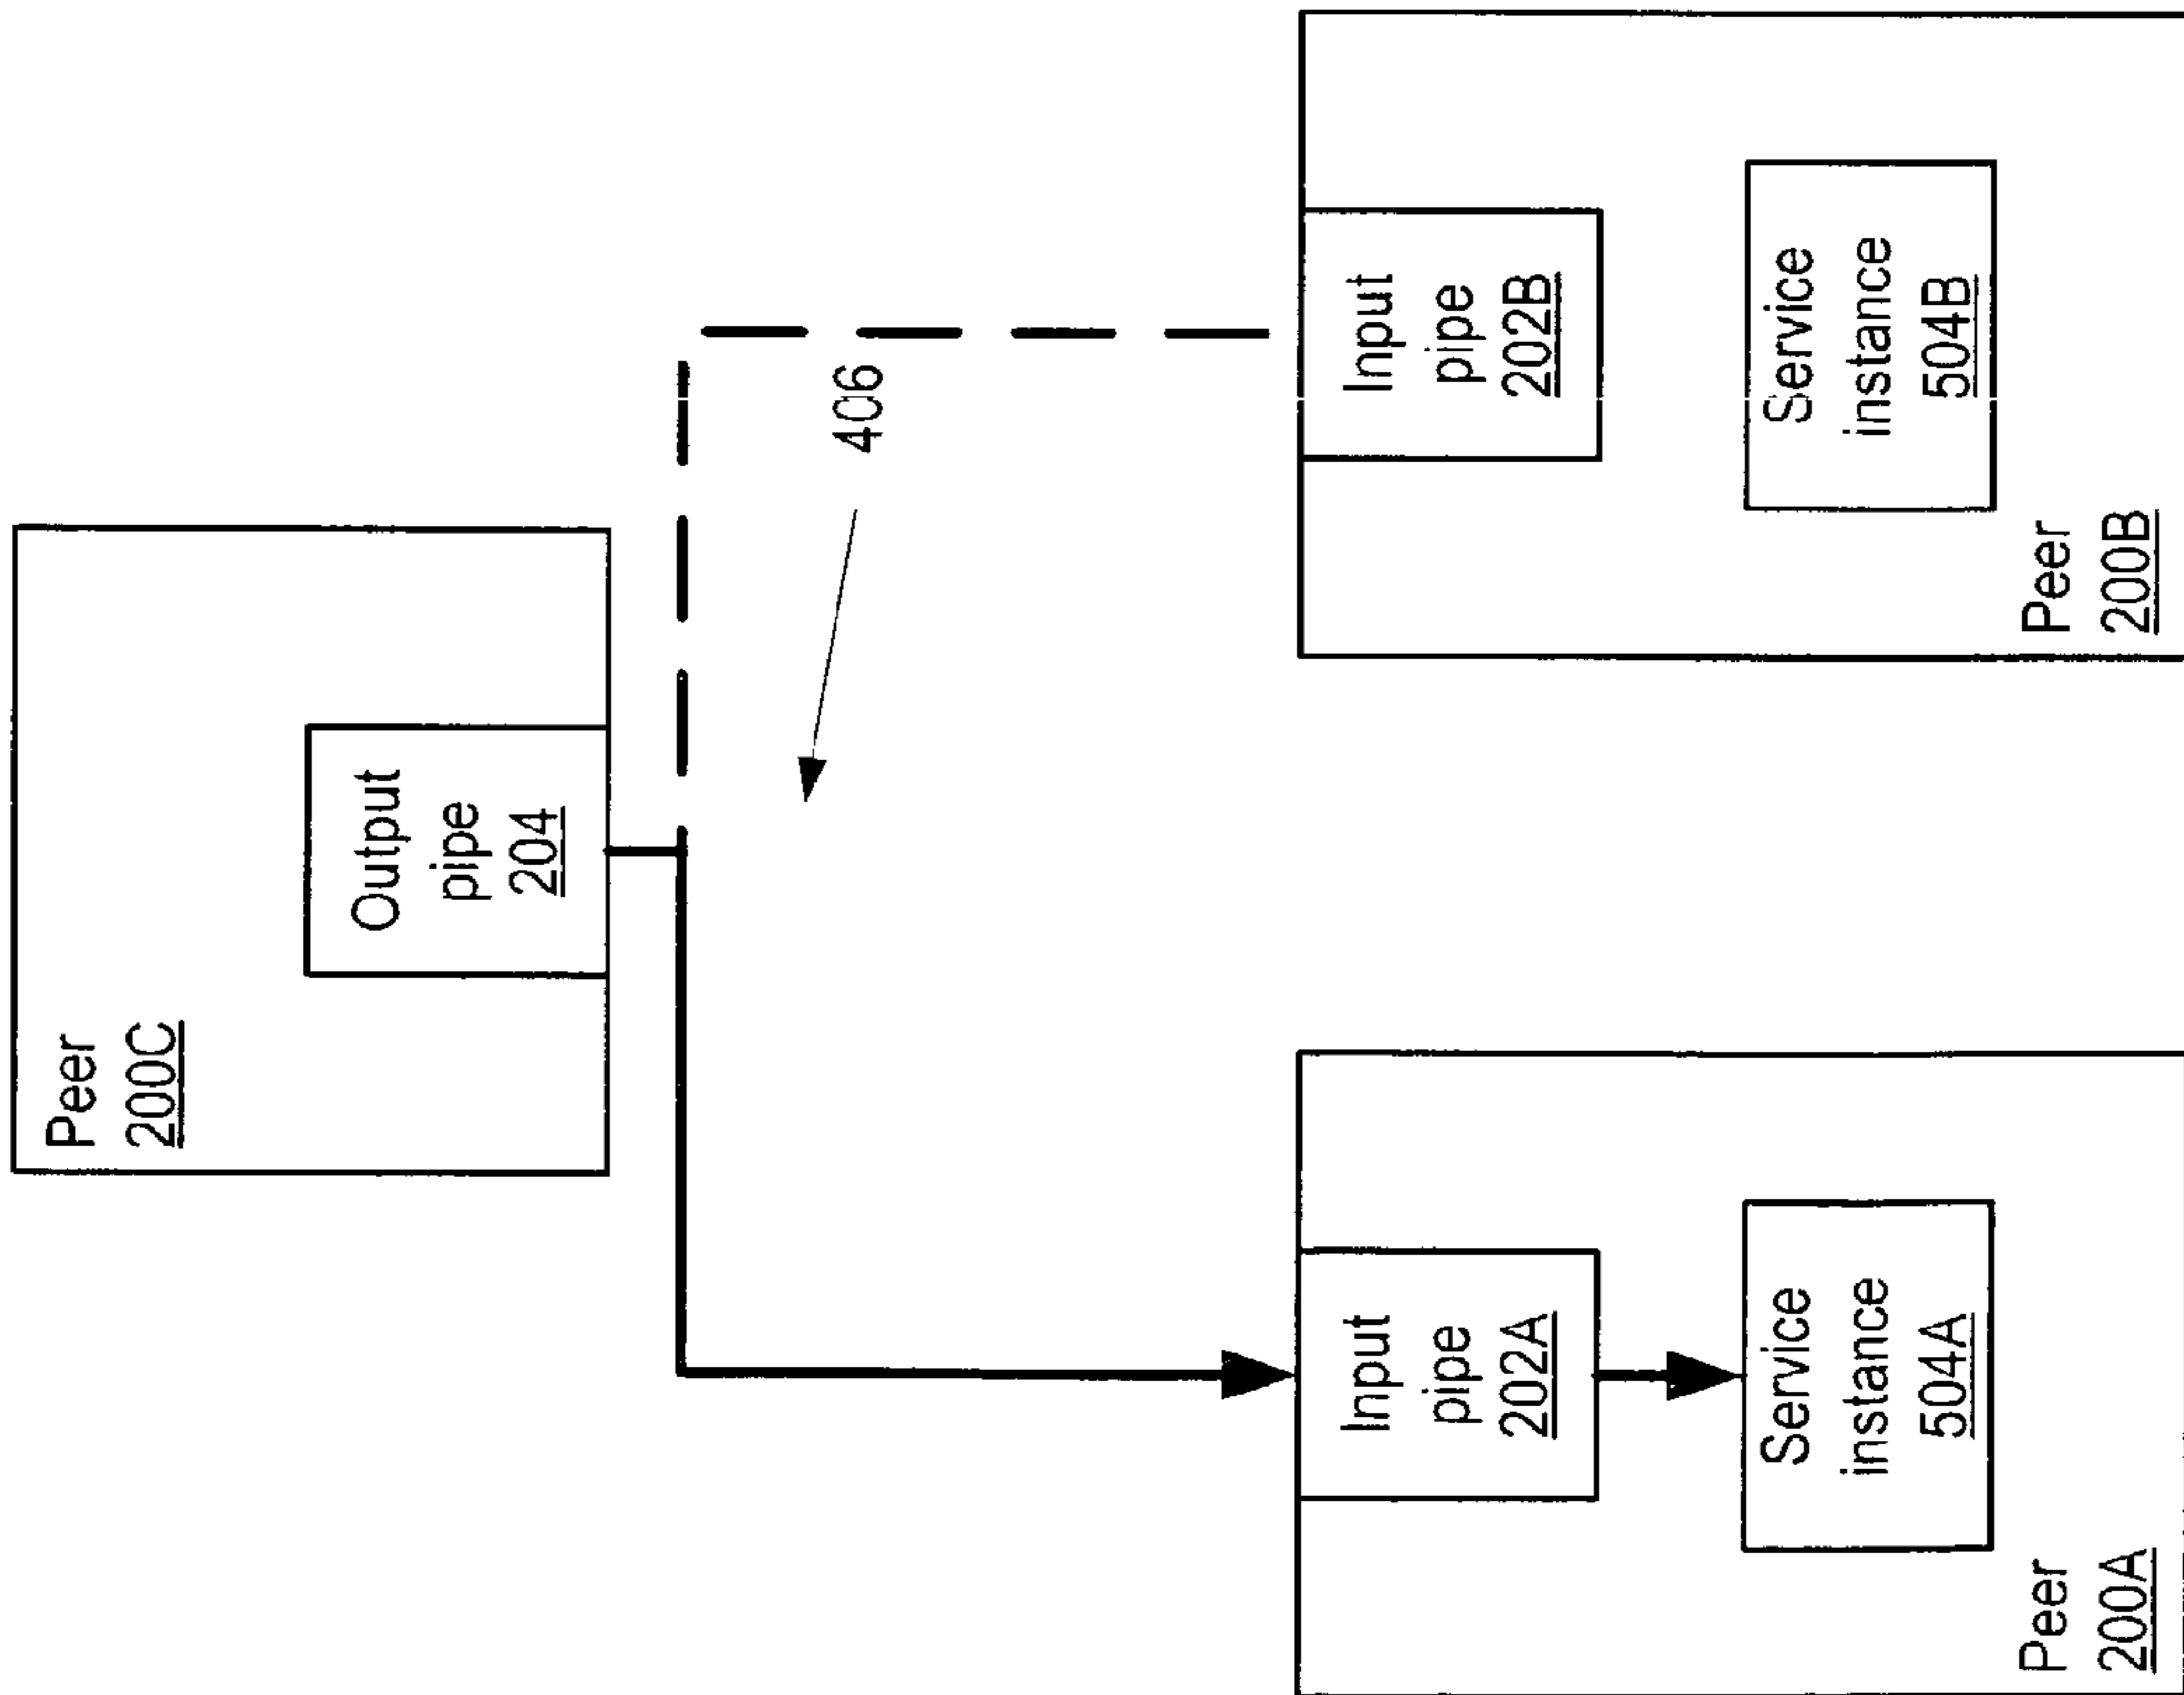 Peer
200C
Output
pipe
204
406
Input
pipe
202A
Service
instance
504A
Peer
200A
Input
pipe
202B
Service
instance
504B
Peer
200B